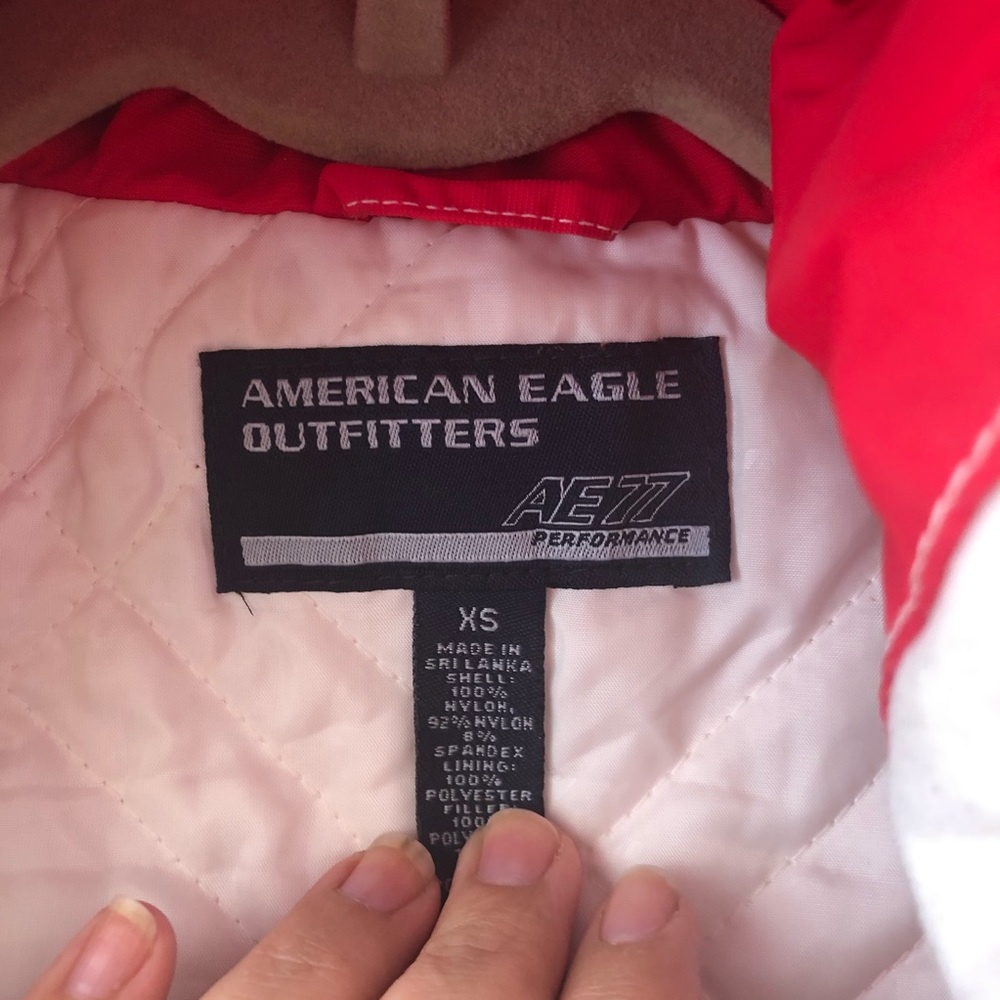 AMERICAN EAGLE
OUTFITTERS
AE77
PERFORMANCE
XS
MADE IN
SRI LANKA
SHELL:
100%
NYLON,
92% NYLON
8%
SPANDEX
LINING:
100%
POLYESTER